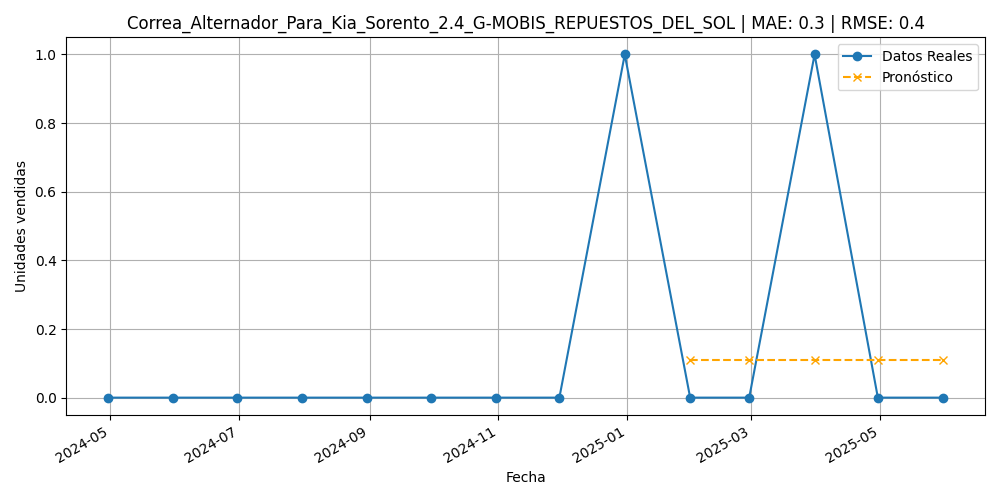 Correa_Alternador_Para_Kia_Sorento_2.4_G-MOBIS_REPUESTOS_DEL_SOL | MAE: 0.3 | RMSE: 0.4
Datos Reales
Pronóstico
Unidades vendidas
1.0
0.8
0.6
0.4
0.2
0.0
2024-05
2024-07
2024-09
2024-11
2025-01
2025-03
2025-05
Fecha